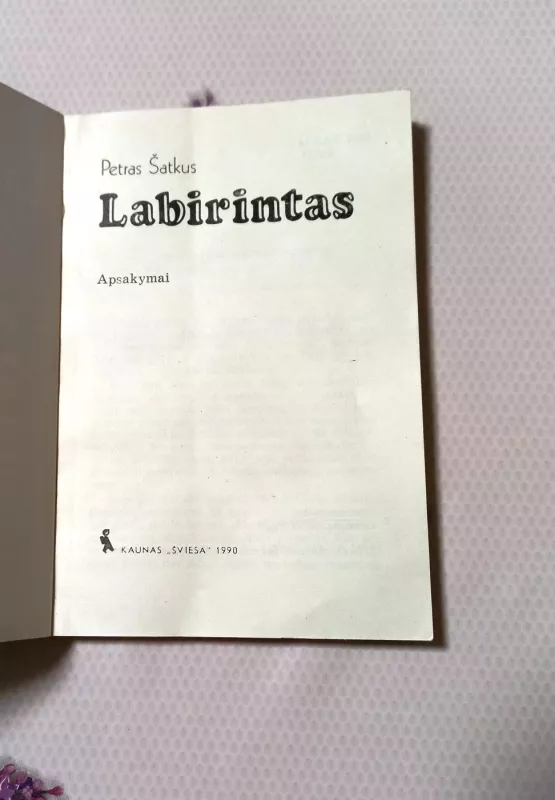 Petras Šatkus
Labirintas
Apsakymai
KAUNAS „ŠVIESA“ 1990